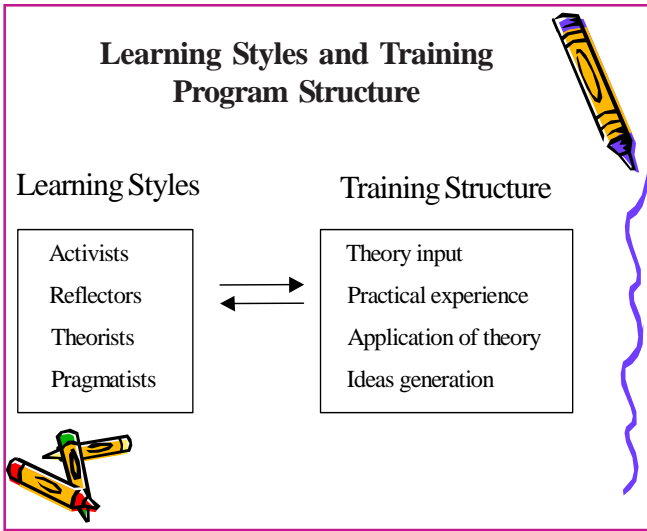 Learning Styles and Training
Program Structure
Learning Styles
Activists
Reflectors
Theorists
Pragmatists
Training Structure
Theory input
Practical experience
Application of theory
Ideas generation